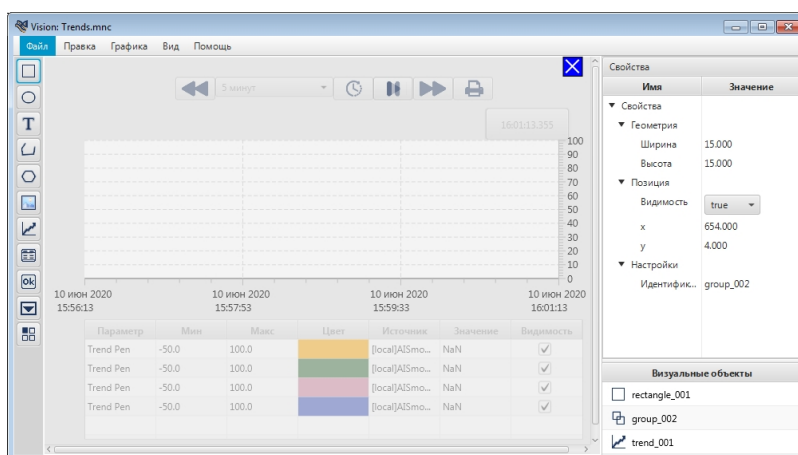 Vision: Trends.mnc
Файл Правка Графика Вид Помощь
5 минут
16:01:13.355
100
90
80
70
60
50
40
30
20
10
0
10 июн 2020 10 июн 2020 10 июн 2020 10 июн 2020
15:56:13 15:57:53 15:59:33 16:01:13
Параметр Мин Макс Цвет Источник Значение Видимость
Trend Pen -50.0 100.0 [local]AISmo... NaN
Trend Pen -50.0 100.0 [local]AISmo... NaN
Trend Pen -50.0 100.0 [local]AISmo... NaN
Trend Pen -50.0 100.0 [local]AISmo... NaN
T
Ok
Свойства
Имя Значение
Свойства
Геометрия
Ширина 15.000
Высота 15.000
Позиция
Видимость true
x 654.000
y 4.000
Настройки
Идентифик... group_002
Визуальные объекты
rectangle_001
group_002
trend_001